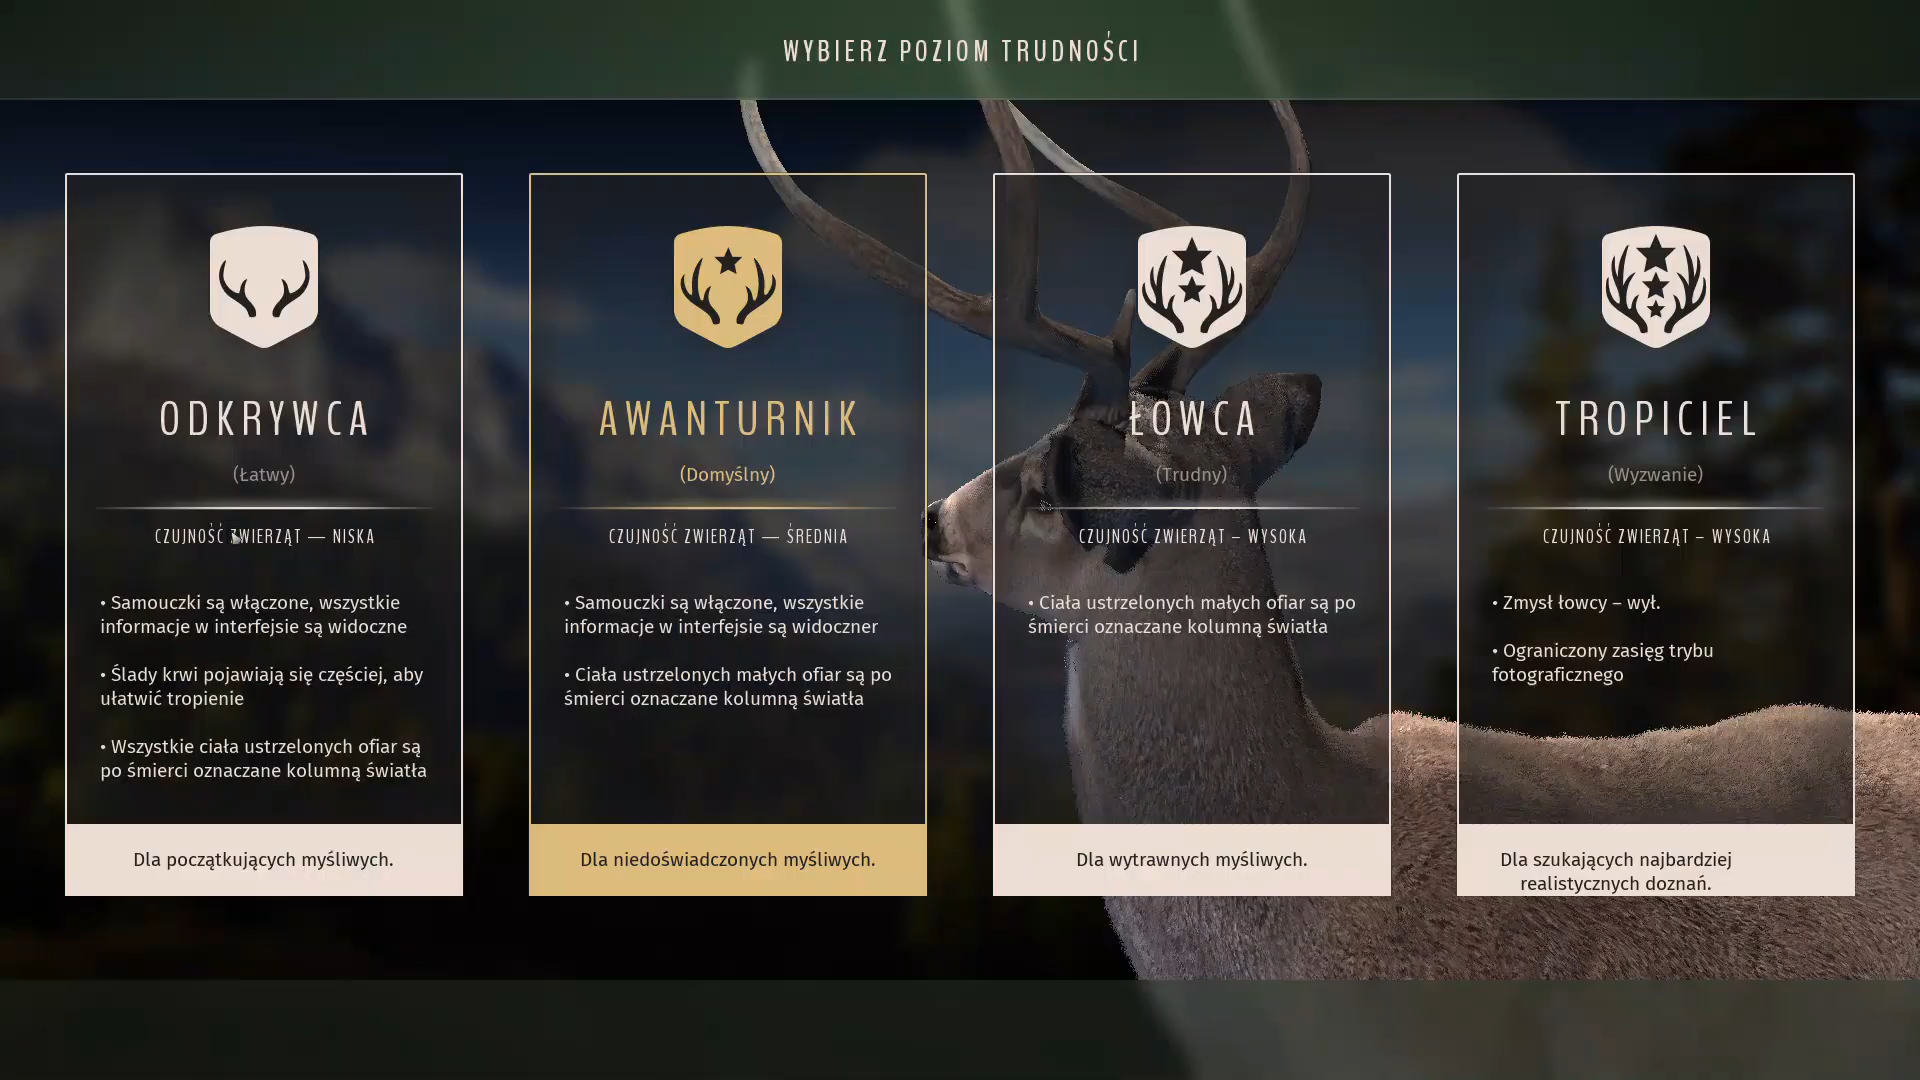 WYBIERZ POZIOM TRUDNOŚCI
ODKRYWCA
(Łatwy)
CZUJNOŚĆ ZWIERZĄT — NISKA
• Samouczki są włączone, wszystkie
informacje w interfejsie są widoczne
• Ślady krwi pojawiają się częściej, aby
ułatwić tropienie
• Wszystkie ciała ustrzelonych ofiar są
po śmierci oznaczane kolumną światła
Dla początkujących myśliwych.
AWANTURNIK
(Domyślny)
CZUJNOŚĆ ZWIERZĄT — ŚREDNIA
• Samouczki są włączone, wszystkie
informacje w interfejsie są widoczner
• Ciała ustrzelonych małych ofiar są po
śmierci oznaczane kolumną światła
Dla niedoświadczonych myśliwych.
ŁOWCA
(Trudny)
CZUJNOŚĆ ZWIERZĄT – WYSOKA
• Ciała ustrzelonych małych ofiar są po
śmierci oznaczane kolumną światła
Dla wytrawnych myśliwych.
TROPICIEL
(Wyzwanie)
CZUJNOŚĆ ZWIERZĄT – WYSOKA
• Zmysł łowcy – wył.
• Ograniczony zasięg trybu
fotograficznego
Dla szukających najbardziej
realistycznych doznań.